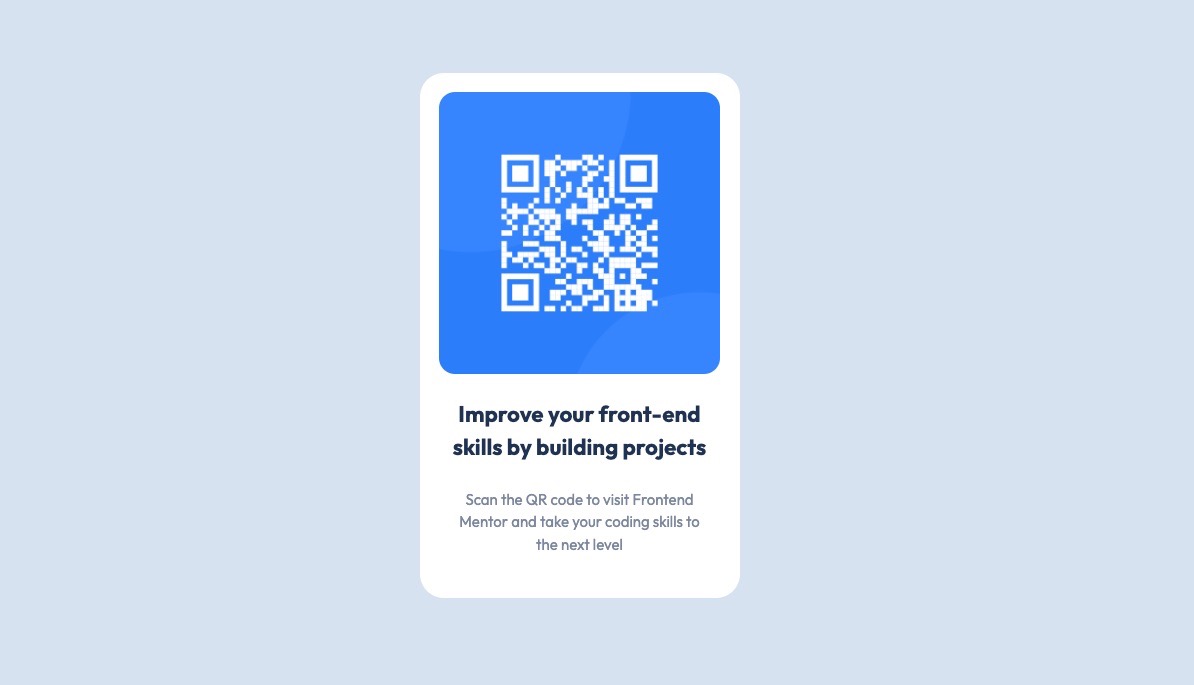 Improve your front-end
skills by building projects
Scan the QR code to visit Frontend
Mentor and take your coding skills to
the next level